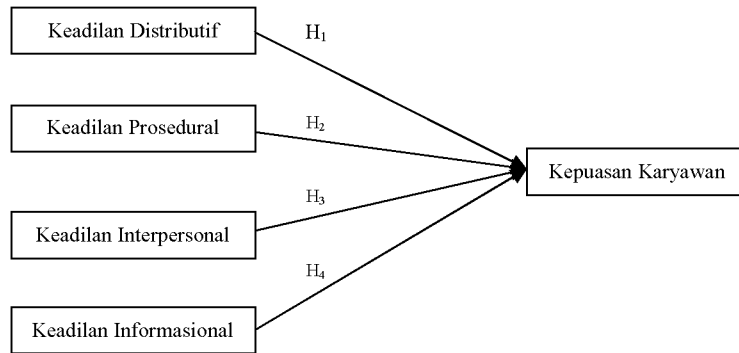 Keadilan Distributif
H₁
Keadilan Prosedural
H₂
Kepuasan Karyawan
Keadilan Interpersonal
H₃
Keadilan Informasional
H₄